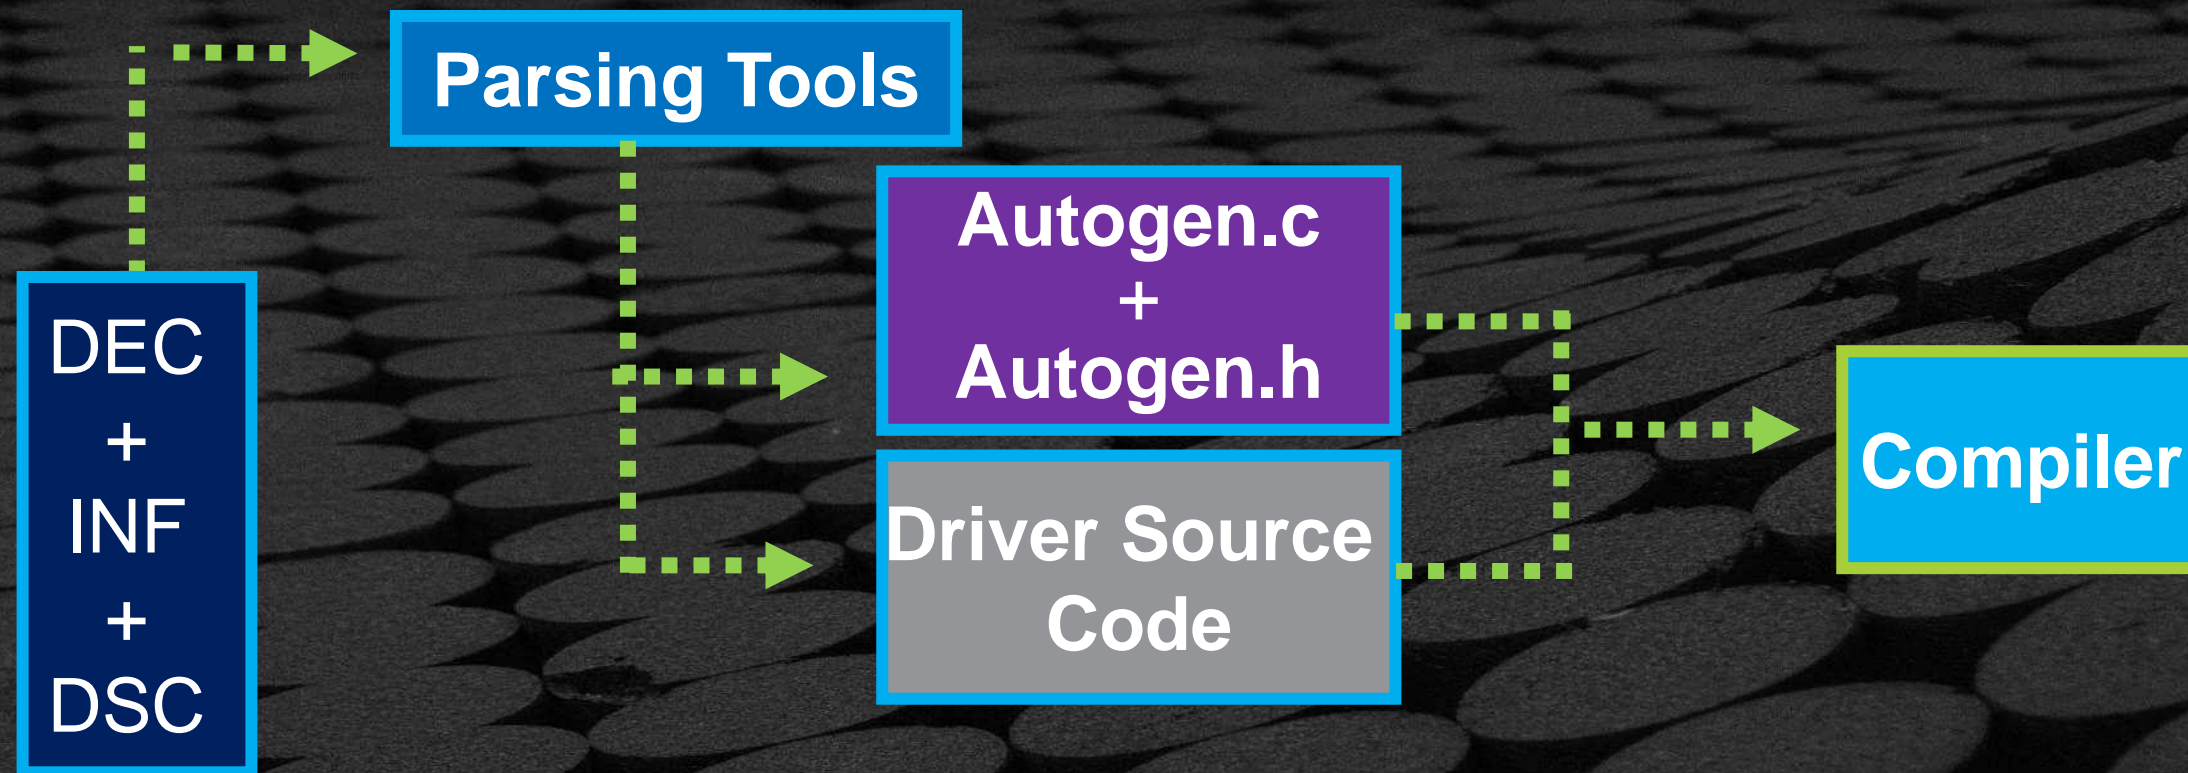 Parsing Tools
Autogen.c
+
Autogen.h
DEC
+
INF
+
DSC
Driver Source
Code
Compiler